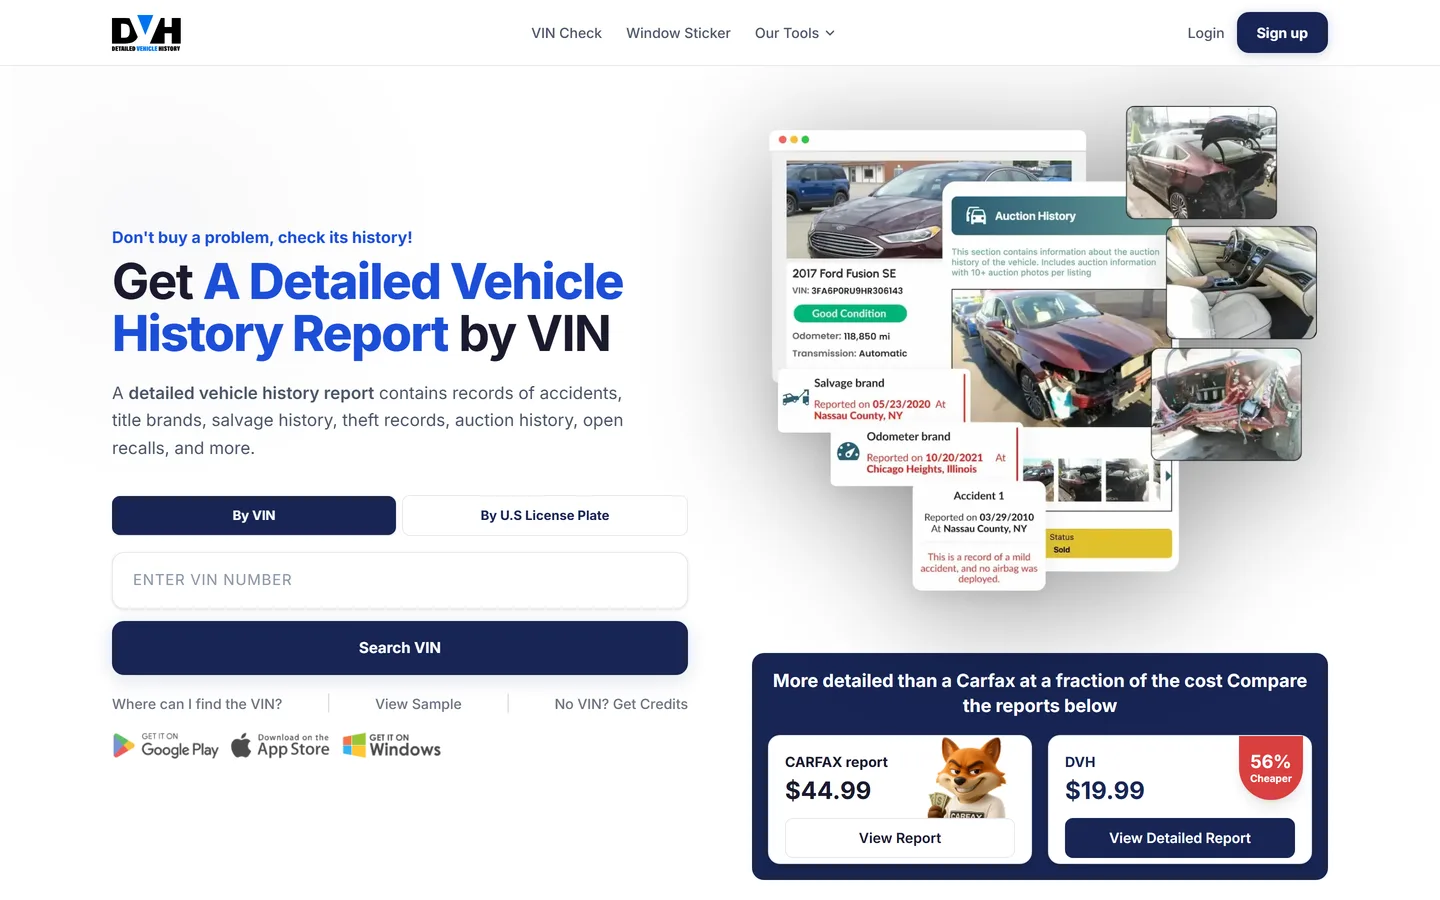 DVH
DETAILED VEHICLE HISTORY
VIN Check
Window Sticker
Our Tools
Login
Sign up
Don't buy a problem, check its history!
Get A Detailed Vehicle
History Report by VIN
A detailed vehicle history report contains records of accidents,
title brands, salvage history, theft records, auction history, open
recalls, and more.
By VIN
By U.S License Plate
ENTER VIN NUMBER
Search VIN
Where can I find the VIN?
View Sample
No VIN? Get Credits
GET IT ON
Google Play
Download on the
App Store
GET IT ON
Windows
2017 Ford Fusion SE
VIN: 3FA6P0RU9HR306143
Good Condition
Odometer: 118,850 mi
Transmission: Automatic
Auction History
This section contains information about the auction
history of the vehicle. Includes auction information
with 10+ auction photos per listing
Salvage brand
Reported on 05/23/2020 At
Nassau County, NY
Odometer brand
Reported on 10/20/2021 At
Chicago Heights, Illinois
Accident 1
Reported on 03/29/2010
At Nassau County, NY
This is a record of a mild
accident, and no airbag was
deployed.
Status
Sold
More detailed than a Carfax at a fraction of the cost Compare
the reports below
CARFAX report
$44.99
CARFAX
View Report
DVH
$19.99
56%
Cheaper
View Detailed Report